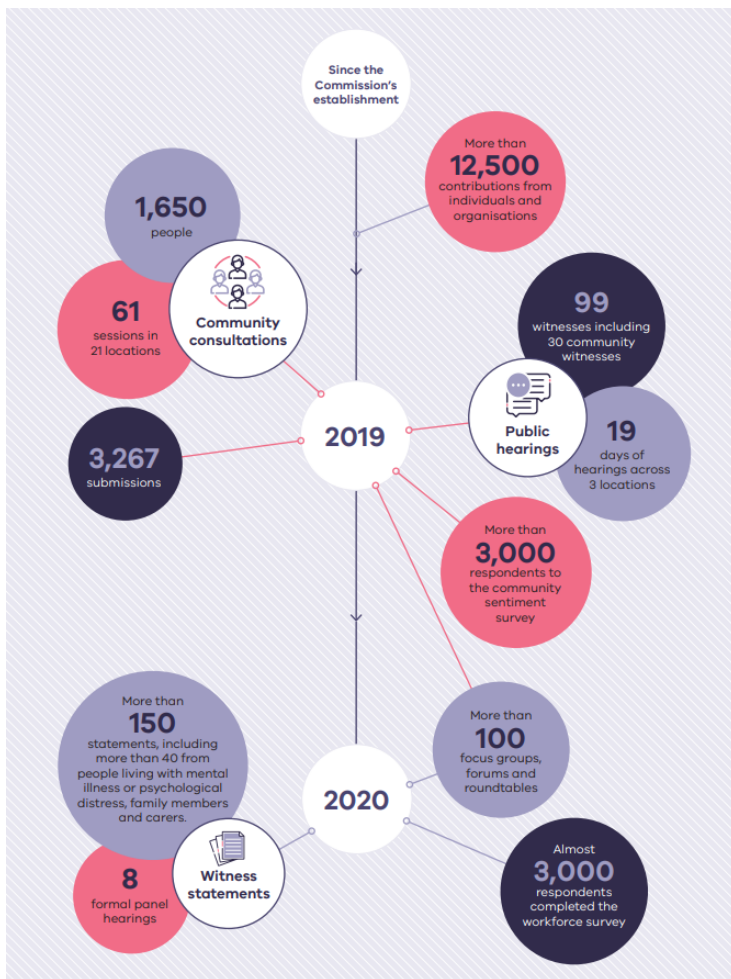 Since the
Commission's
establishment
More than
12,500
contributions from
individuals and
organisations
1,650
people
61
sessions in
21 locations
Community
consultations
99
witnesses including
30 community
witnesses
Public
hearings
19
days of
hearings across
3 locations
2019
3,267
submissions
More than
3,000
respondents to
the community
sentiment
survey
More than
150
statements, including
more than 40 from
people living with mental
illness or psychological
distress, family members
and carers.
More than
100
focus groups,
forums and
roundtables
2020
Witness
statements
8
formal panel
hearings
Almost
3,000
respondents
completed the
workforce survey